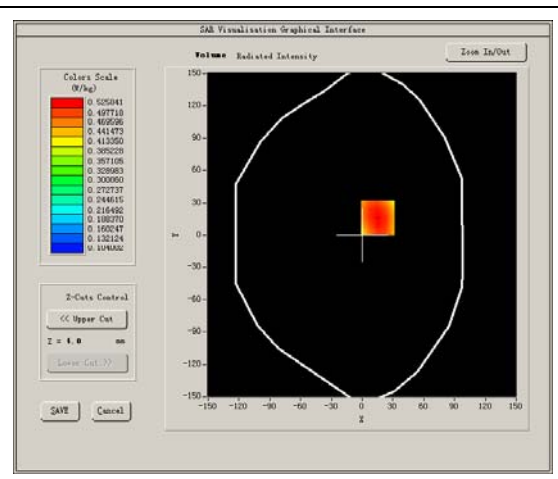 SAR Visualisation Graphical Interface
Volume Radiated Intensity
Zoom In/Out
Colors Scale
(W/kg)
0.525841
0.497718
0.469596
0.441473
0.413350
0.385228
0.357105
0.328983
0.300860
0.272737
0.244615
0.216492
0.188370
0.160247
0.132124
0.104002
150
120
90
60
30
0
-30
-60
-90
-120
-150
Y
-150 -120 -90 -60 -30 0 30 60 90 120 150
X
Z-Cuts Control
<< Upper Cut
Z = 4.0 mm
Lower Cut >>
SAVE Cancel